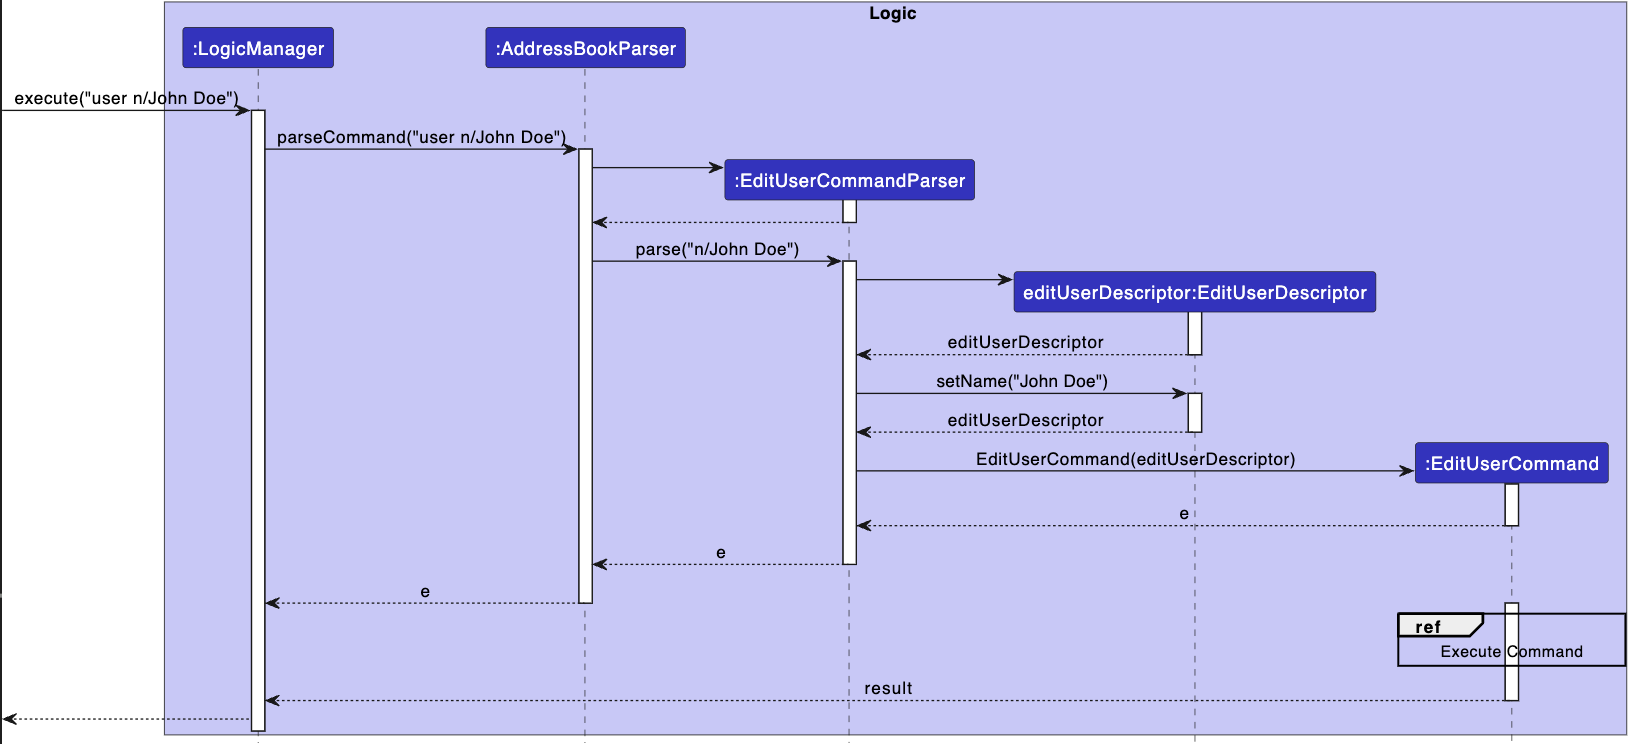 Logic
:LogicManager
:AddressBookParser
execute("user n/John Doe")
parseCommand("user n/John Doe")
:EditUserCommandParser
parse("n/John Doe")
editUserDescriptor:EditUserDescriptor
editUserDescriptor
setName("John Doe")
editUserDescriptor
EditUserCommand(editUserDescriptor)
:EditUserCommand
e
e
e
ref
Execute Command
result